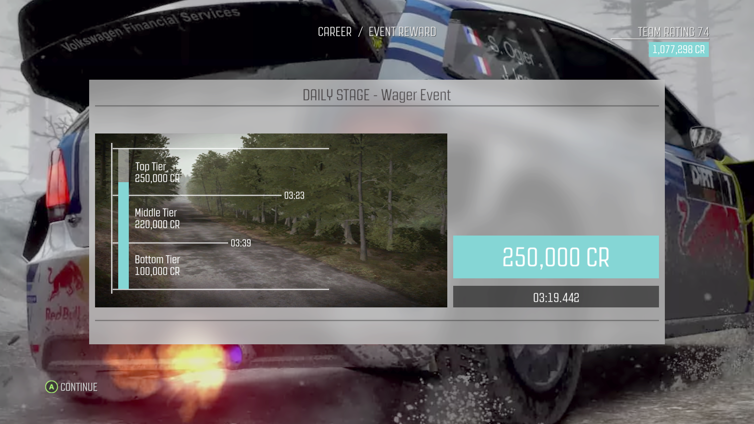 Volkswagen Financial Services
CAREER / EVENT REWARD
TEAM RATING 7.4
1,077,298 CR
S. Ogier
DAILY STAGE - Wager Event
Top Tier
250,000 CR
03:23
Middle Tier
220,000 CR
03:39
Bottom Tier
100,000 CR
250,000 CR
03:19.442
DiRT
Red Bull
CONTINUE
A